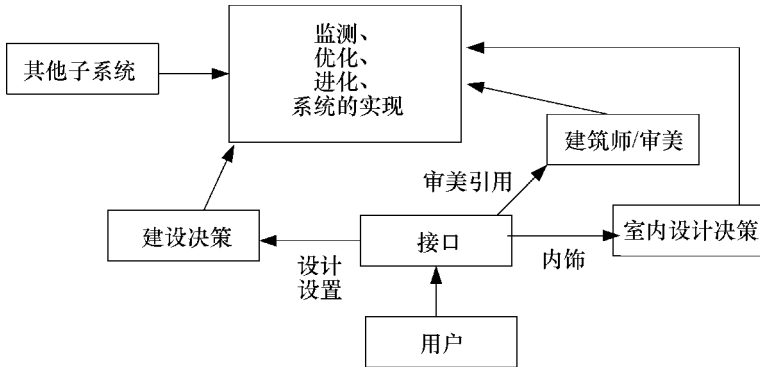 监测、
优化、
进化、
系统的实现
其他子系统
建筑师/审美
审美引用
建设决策
接口
室内设计决策
设计
设置
内饰
用户